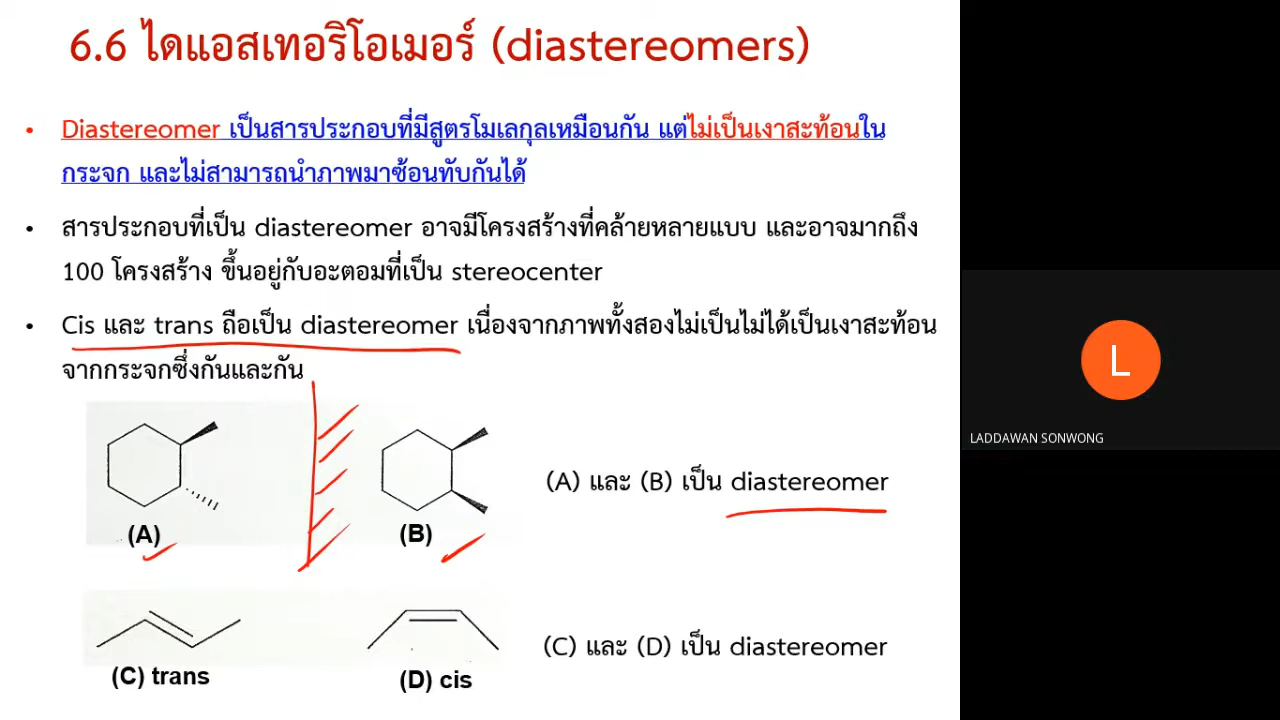 6.6 ไดแอสเทอริโอเมอร์ (diastereomers)
• Diastereomer เป็นสารประกอบที่มีสูตรโมเลกุลเหมือนกัน แต่ไม่เป็นเงาสะท้อนใน
กระจก และไม่สามารถนำภาพมาซ้อนทับกันได้
• สารประกอบที่เป็น diastereomer อาจมีโครงสร้างที่คล้ายหลายแบบ และอาจมากถึง
100 โครงสร้าง ขึ้นอยู่กับอะตอมที่เป็น stereocenter
• Cis และ trans ถือเป็น diastereomer เนื่องจากภาพทั้งสองไม่เป็นไม่ได้เป็นเงาสะท้อน
จากกระจกซึ่งกันและกัน
(A) และ (B) เป็น diastereomer
(A)
(B)
(C) และ (D) เป็น diastereomer
(C) trans
(D) cis
L
LADDAWAN SONWONG